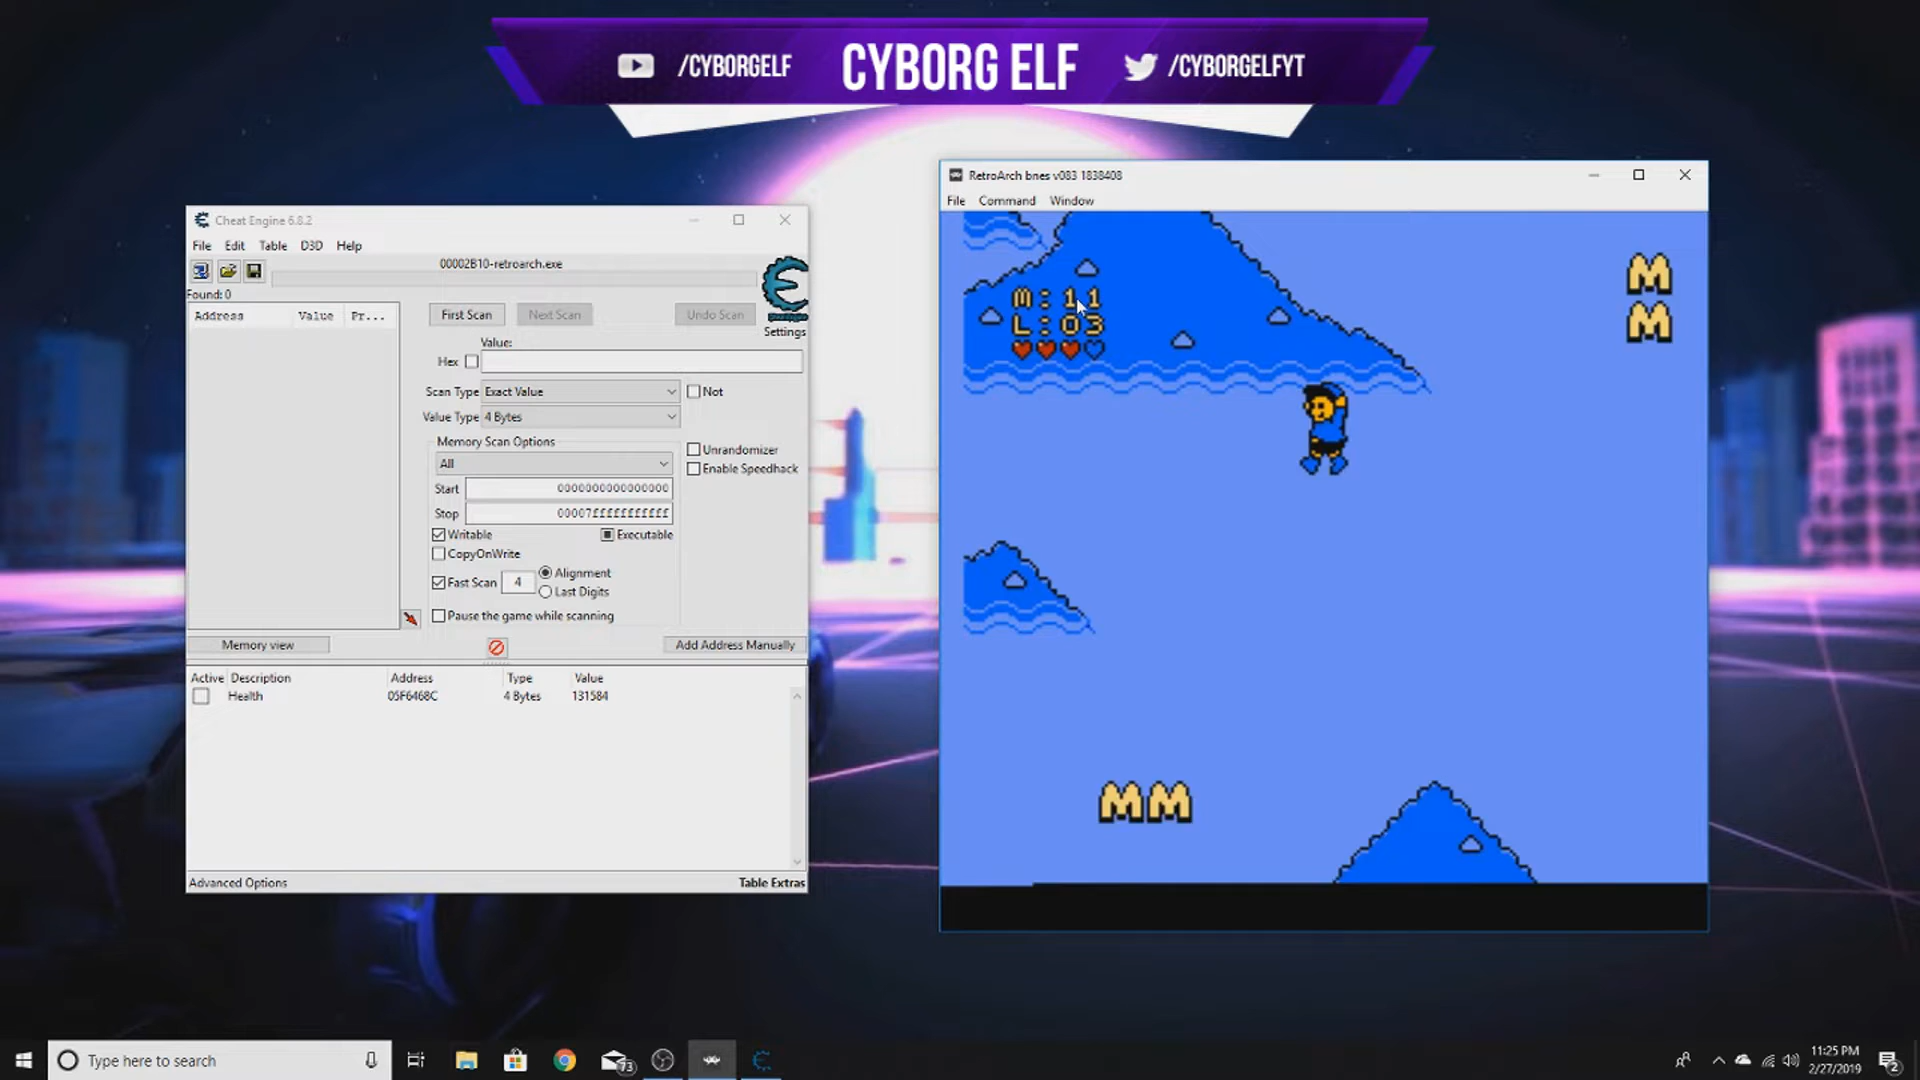 /CYBORGELF CYBORG ELF /CYBORGELFYT
Cheat Engine 6.8.2
File Edit Table D3D Help
00002B10-retroarch.exe
Found: 0
Address Value Pr...
First Scan Next Scan Undo Scan
Settings
Value:
Hex
Scan Type Exact Value Not
Value Type 4 Bytes
Memory Scan Options
All
Unrandomizer
Enable Speedhack
Start 0000000000000000
Stop 00007fffffffffff
Writable Executable
CopyOnWrite
Fast Scan 4 Alignment
Last Digits
Pause the game while scanning
Memory view Add Address Manually
Active Description Address Type Value
Health 05F6468C 4 Bytes 131584
Advanced Options Table Extras
RetroArch bnes v083 1838408
File Command Window
M:11
L:03
M
M
MM
Type here to search
73
11:25 PM
2/27/2019
2